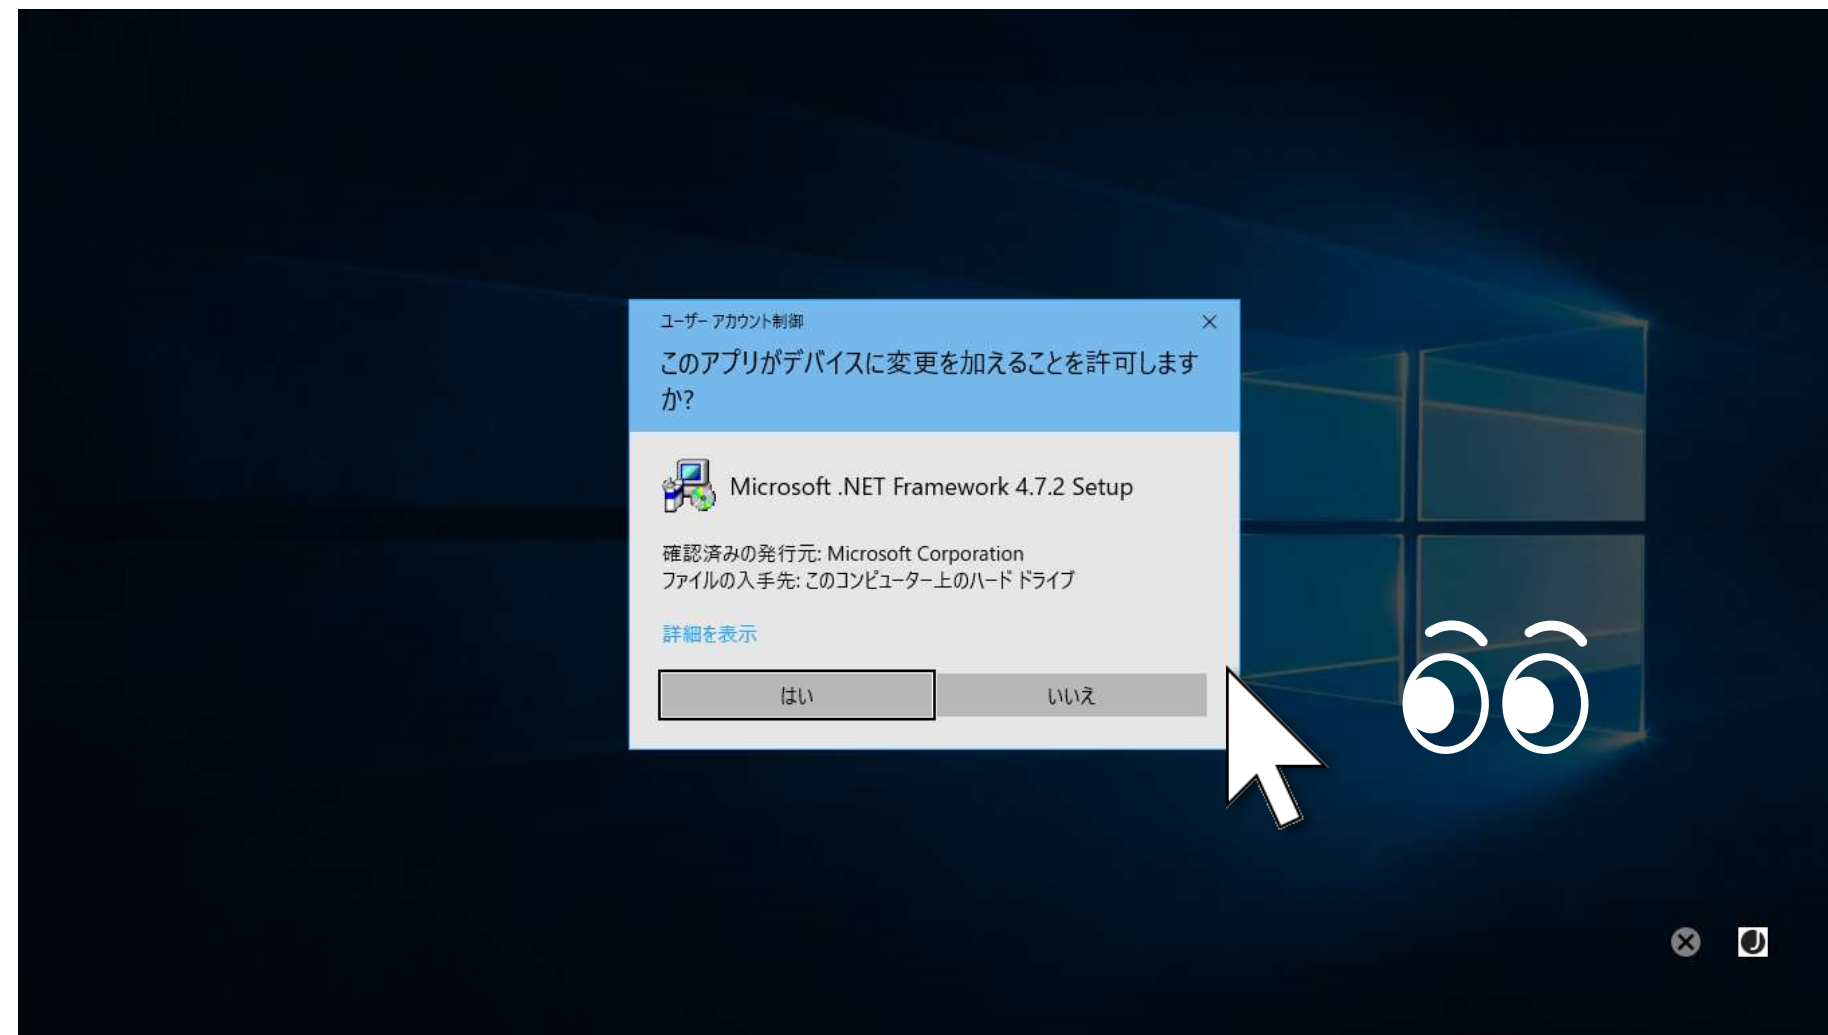 ユーザー アカウント制御
このアプリがデバイスに変更を加えることを許可します
か?
Microsoft .NET Framework 4.7.2 Setup
確認済みの発行元: Microsoft Corporation
ファイルの入手先: このコンピューター上のハード ドライブ
詳細を表示
はい
いいえ
J